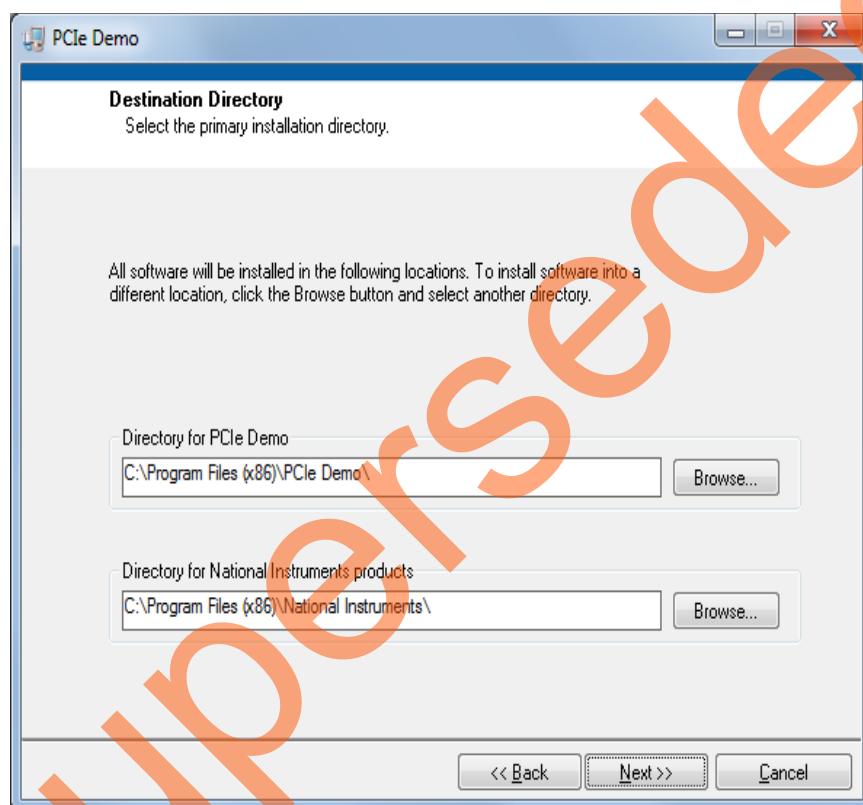 PCIe Demo
Destination Directory
Select the primary installation directory.
All software will be installed in the following locations. To install software into a
different location, click the Browse button and select another directory.
Directory for PCIe Demo
C:\Program Files (x86)\PCIe Demo\
Browse...
Directory for National Instruments products
C:\Program Files (x86)\National Instruments\
Browse...
<< Back
Next >>
Cancel
upersede